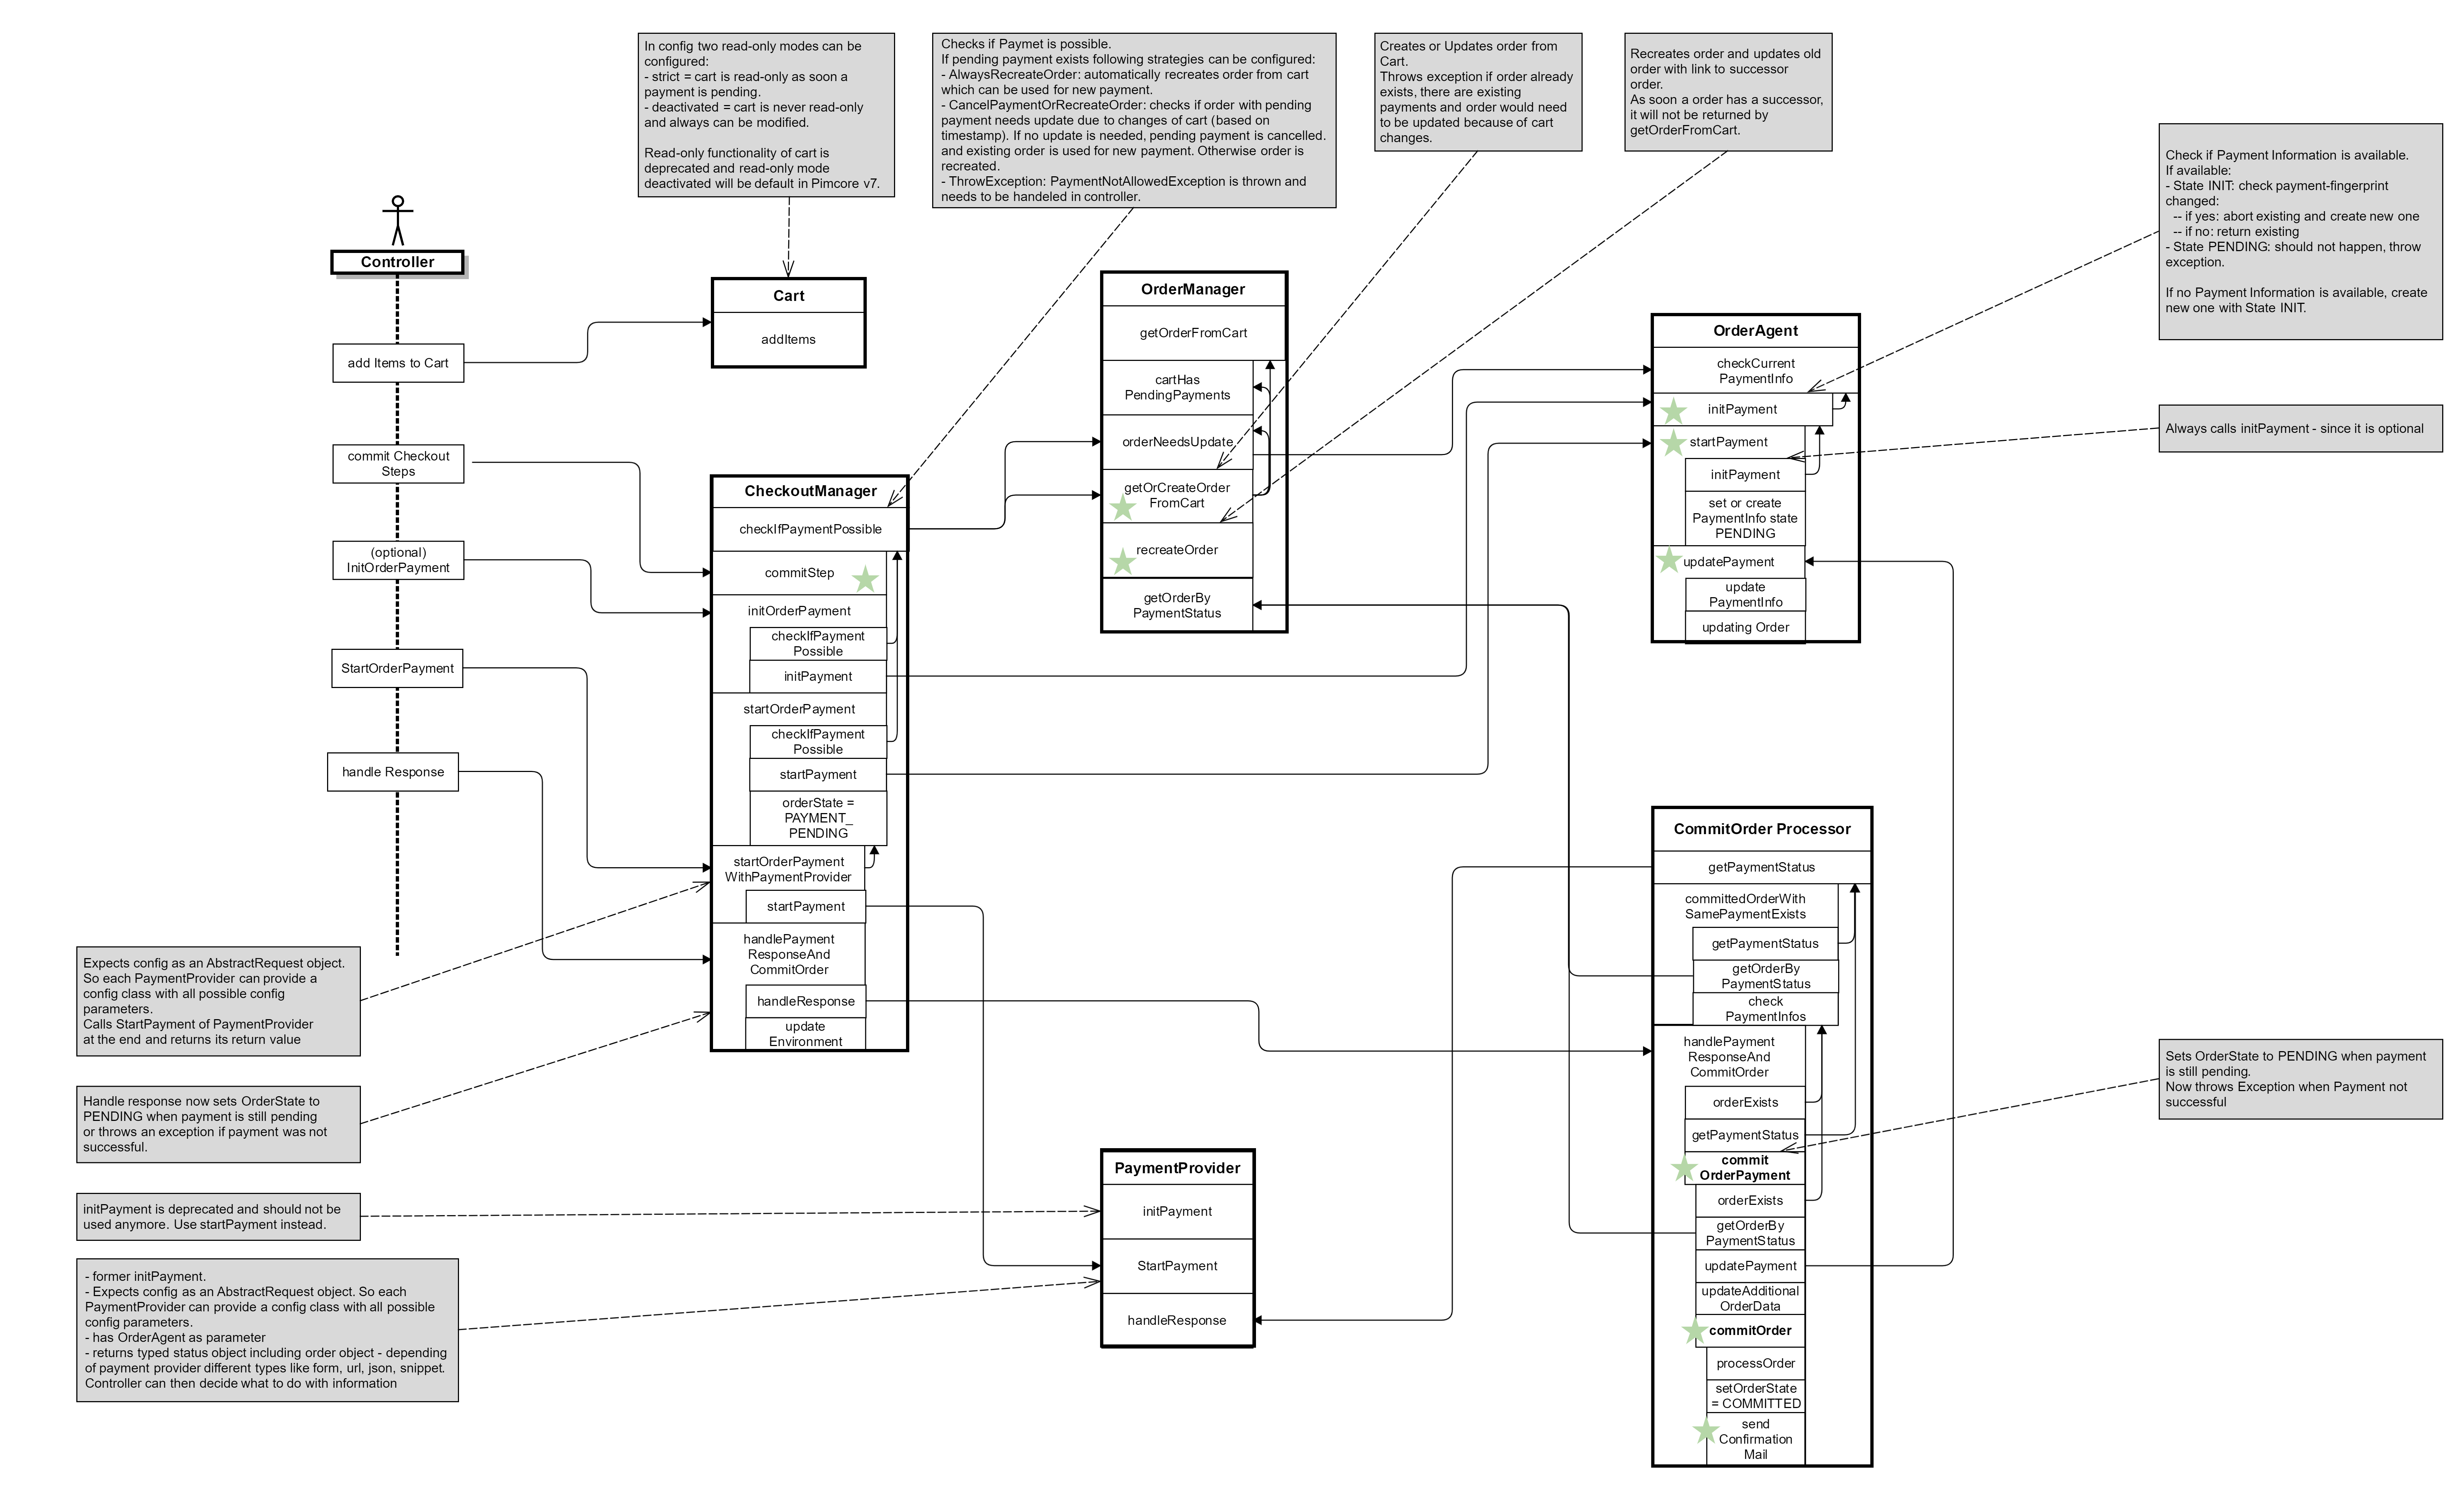 In config two read-only modes can be
configured:
- strict = cart is read-only as soon a
payment is pending.
- deactivated = cart is never read-only
and always can be modified.
Read-only functionality of cart is
deprecated and read-only mode
deactivated will be default in Pimcore v7.
Checks if Paymet is possible.
If pending payment exists following strategies can be configured:
- AlwaysRecreateOrder: automatically recreates order from cart
which can be used for new payment.
- CancelPaymentOrRecreateOrder: checks if order with pending
payment needs update due to changes of cart (based on
timestamp). If no update is needed, pending payment is cancelled.
and existing order is used for new payment. Otherwise order is
recreated.
- ThrowException: PaymentNotAllowedException is thrown and
needs to be handeled in controller.
Creates or Updates order from
Cart.
Throws exception if order already
exists, there are existing
payments and order would need
to be updated because of cart
changes.
Recreates order and updates old
order with link to successor
order.
As soon a order has a successor,
it will not be returned by
getOrderFromCart.
Check if Payment Information is available.
If available:
- State INIT: check payment-fingerprint
changed:
-- if yes: abort existing and create new one
-- if no: return existing
- State PENDING: should not happen, throw
exception.
If no Payment Information is available, create
new one with State INIT.
Always calls initPayment - since it is optional
Controller
add Items to Cart
commit Checkout
Steps
(optional)
InitOrderPayment
StartOrderPayment
handle Response
Cart
addItems
CheckoutManager
checkIfPaymentPossible
commitStep
initOrderPayment
checkIfPayment
Possible
initPayment
startOrderPayment
checkIfPayment
Possible
startPayment
orderState =
PAYMENT_
PENDING
startOrderPayment
WithPaymentProvider
startPayment
handlePayment
ResponseAnd
CommitOrder
handleResponse
update
Environment
OrderManager
getOrderFromCart
cartHas
PendingPayments
orderNeedsUpdate
getOrCreateOrder
FromCart
recreateOrder
getOrderBy
PaymentStatus
OrderAgent
checkCurrent
PaymentInfo
initPayment
startPayment
initPayment
set or create
PaymentInfo state
PENDING
updatePayment
update
PaymentInfo
updating Order
CommitOrder Processor
getPaymentStatus
committedOrderWith
SamePaymentExists
getPaymentStatus
getOrderBy
PaymentStatus
check
PaymentInfos
handlePayment
ResponseAnd
CommitOrder
orderExists
getPaymentStatus
commit
OrderPayment
orderExists
getOrderBy
PaymentStatus
updatePayment
updateAdditional
OrderData
commitOrder
processOrder
setOrderState
= COMMITTED
send
Confirmation
Mail
Sets OrderState to PENDING when payment
is still pending.
Now throws Exception when Payment not
successful
PaymentProvider
initPayment
StartPayment
handleResponse
Expects config as an AbstractRequest object.
So each PaymentProvider can provide a
config class with all possible config
parameters.
Calls StartPayment of PaymentProvider
at the end and returns its return value
Handle response now sets OrderState to
PENDING when payment is still pending
or throws an exception if payment was not
successful.
initPayment is deprecated and should not be
used anymore. Use startPayment instead.
- former initPayment.
- Expects config as an AbstractRequest object. So each
PaymentProvider can provide a config class with all possible
config parameters.
- has OrderAgent as parameter
- returns typed status object including order object - depending
of payment provider different types like form, url, json, snippet.
Controller can then decide what to do with information